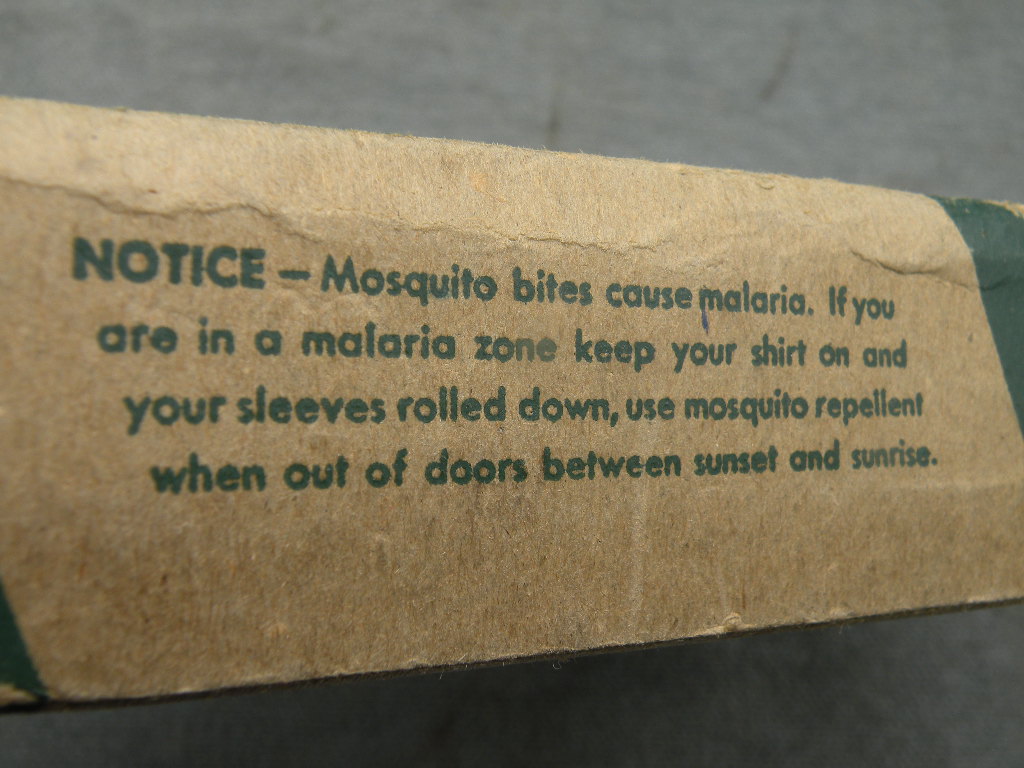 NOTICE – Mosquito bites cause malaria. If you
are in a malaria zone keep your shirt on and
your sleeves rolled down, use mosquito repellent
when out of doors between sunset and sunrise.